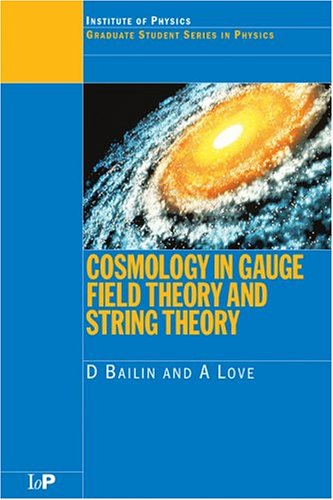 INSTITUTE OF PHYSICS
GRADUATE STUDENT SERIES IN PHYSICS
COSMOLOGY IN GAUGE
FIELD THEORY AND
STRING THEORY
D BAILIN AND A LOVE
IoP